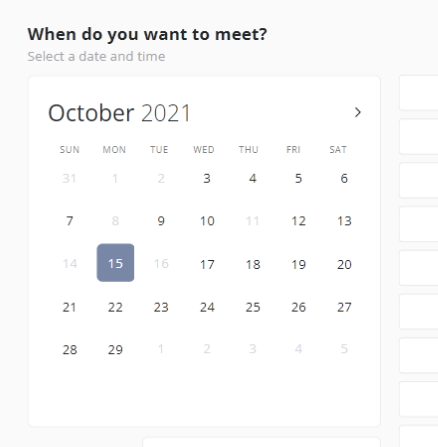 When do you want to meet?
Select a date and time
October 2021
SUN MON TUE WED THU FRI SAT
31 1 2 3 4 5 6
7 8 9 10 11 12 13
14 15 16 17 18 19 20
21 22 23 24 25 26 27
28 29 1 2 3 4 5